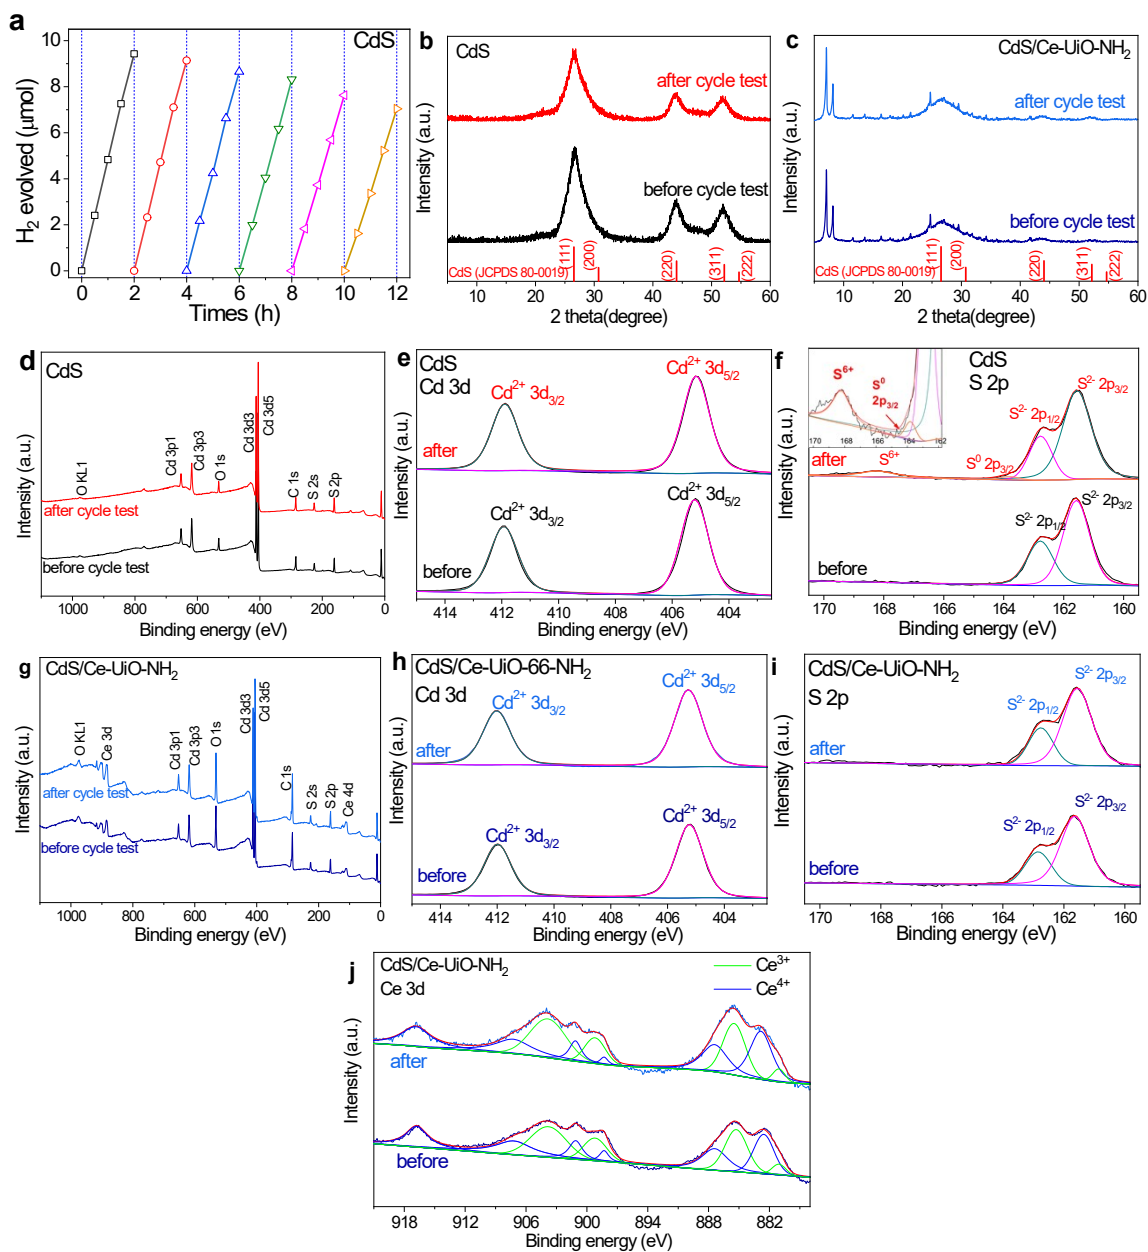 a
CdS
H2 evolved (μmol)
10
8
6
4
2
0
0 2 4 6 8 10 12
Times (h)
b
CdS
after cycle test
before cycle test
CdS (JCPDS 80-0019)
(111)
(200)
(220)
(311)
(222)
Intensity (a.u.)
10 20 30 40 50 60
2 theta(degree)
c
CdS/Ce-UiO-NH2
after cycle test
before cycle test
CdS (JCPDS 80-0019)
(111)
(200)
(220)
(311)
(222)
Intensity (a.u.)
10 20 30 40 50 60
2 theta(degree)
d
CdS
O KL1
Cd 3p1
Cd 3p3
O 1s
Cd 3d3
Cd 3d5
C 1s
S 2s
S 2p
after cycle test
before cycle test
Intensity (a.u.)
1000 800 600 400 200 0
Binding energy (eV)
e
CdS
Cd 3d
Cd2+ 3d3/2
Cd2+ 3d5/2
after
Cd2+ 3d3/2
Cd2+ 3d5/2
before
Intensity (a.u.)
414 412 410 408 406 404
Binding energy (eV)
f
CdS
S 2p
S6+
S0
2p3/2
170 168 166 164 162
S2- 2p3/2
S2- 2p1/2
after
S6+
S0 2p3/2
S2- 2p1/2
S2- 2p3/2
before
Intensity (a.u.)
170 168 166 164 162 160
Binding energy (eV)
g
CdS/Ce-UiO-NH2
O KL1
Ce 3d
Cd 3p1
Cd 3p3
O 1s
Cd 3d3
Cd 3d5
C 1s
S 2s
S 2p
Ce 4d
after cycle test
before cycle test
Intensity (a.u.)
1000 800 600 400 200 0
Binding energy (eV)
h
CdS/Ce-UiO-66-NH2
Cd 3d
Cd2+ 3d3/2
Cd2+ 3d5/2
after
Cd2+ 3d3/2
Cd2+ 3d5/2
before
Intensity (a.u.)
414 412 410 408 406 404
Binding energy (eV)
i
CdS/Ce-UiO-NH2
S 2p
S2- 2p3/2
S2- 2p1/2
after
S2- 2p3/2
S2- 2p1/2
before
Intensity (a.u.)
170 168 166 164 162 160
Binding energy (eV)
j
CdS/Ce-UiO-NH2
Ce 3d
Ce3+
Ce4+
after
before
Intensity (a.u.)
918 912 906 900 894 888 882
Binding energy (eV)